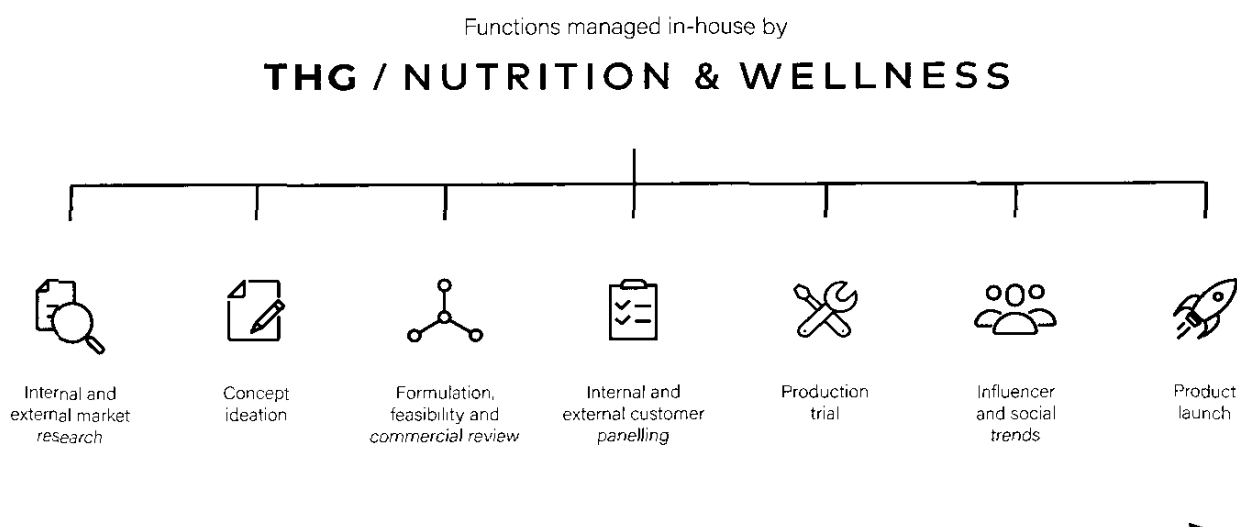 Functions managed in-house by
THG / NUTRITION & WELLNESS
Internal and
external market
research
Concept
ideation
Formulation,
feasibility and
commercial review
Internal and
external customer
panelling
Production
trial
Influencer
and social
trends
Product
launch